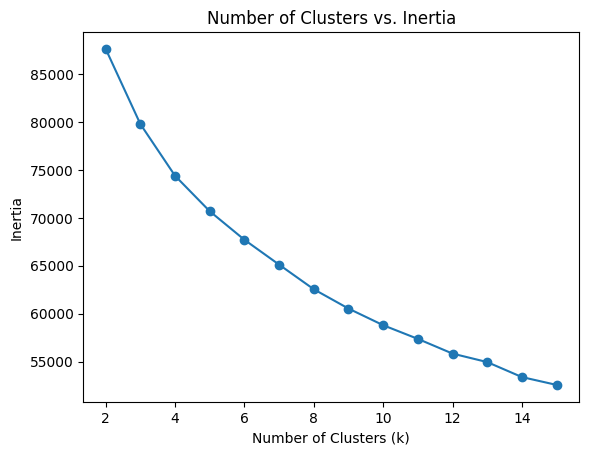 Number of Clusters vs. Inertia
85000
80000
75000
70000
65000
60000
55000
Inertia
2 4 6 8 10 12 14
Number of Clusters (k)